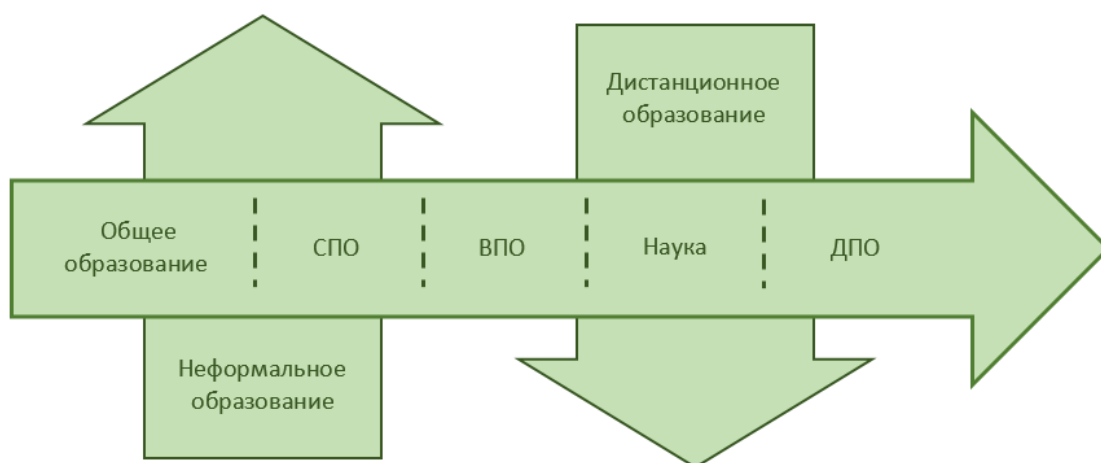 Дистанционное
образование
Общее
образование
СПО
ВПО
Наука
ДПО
Неформальное
образование